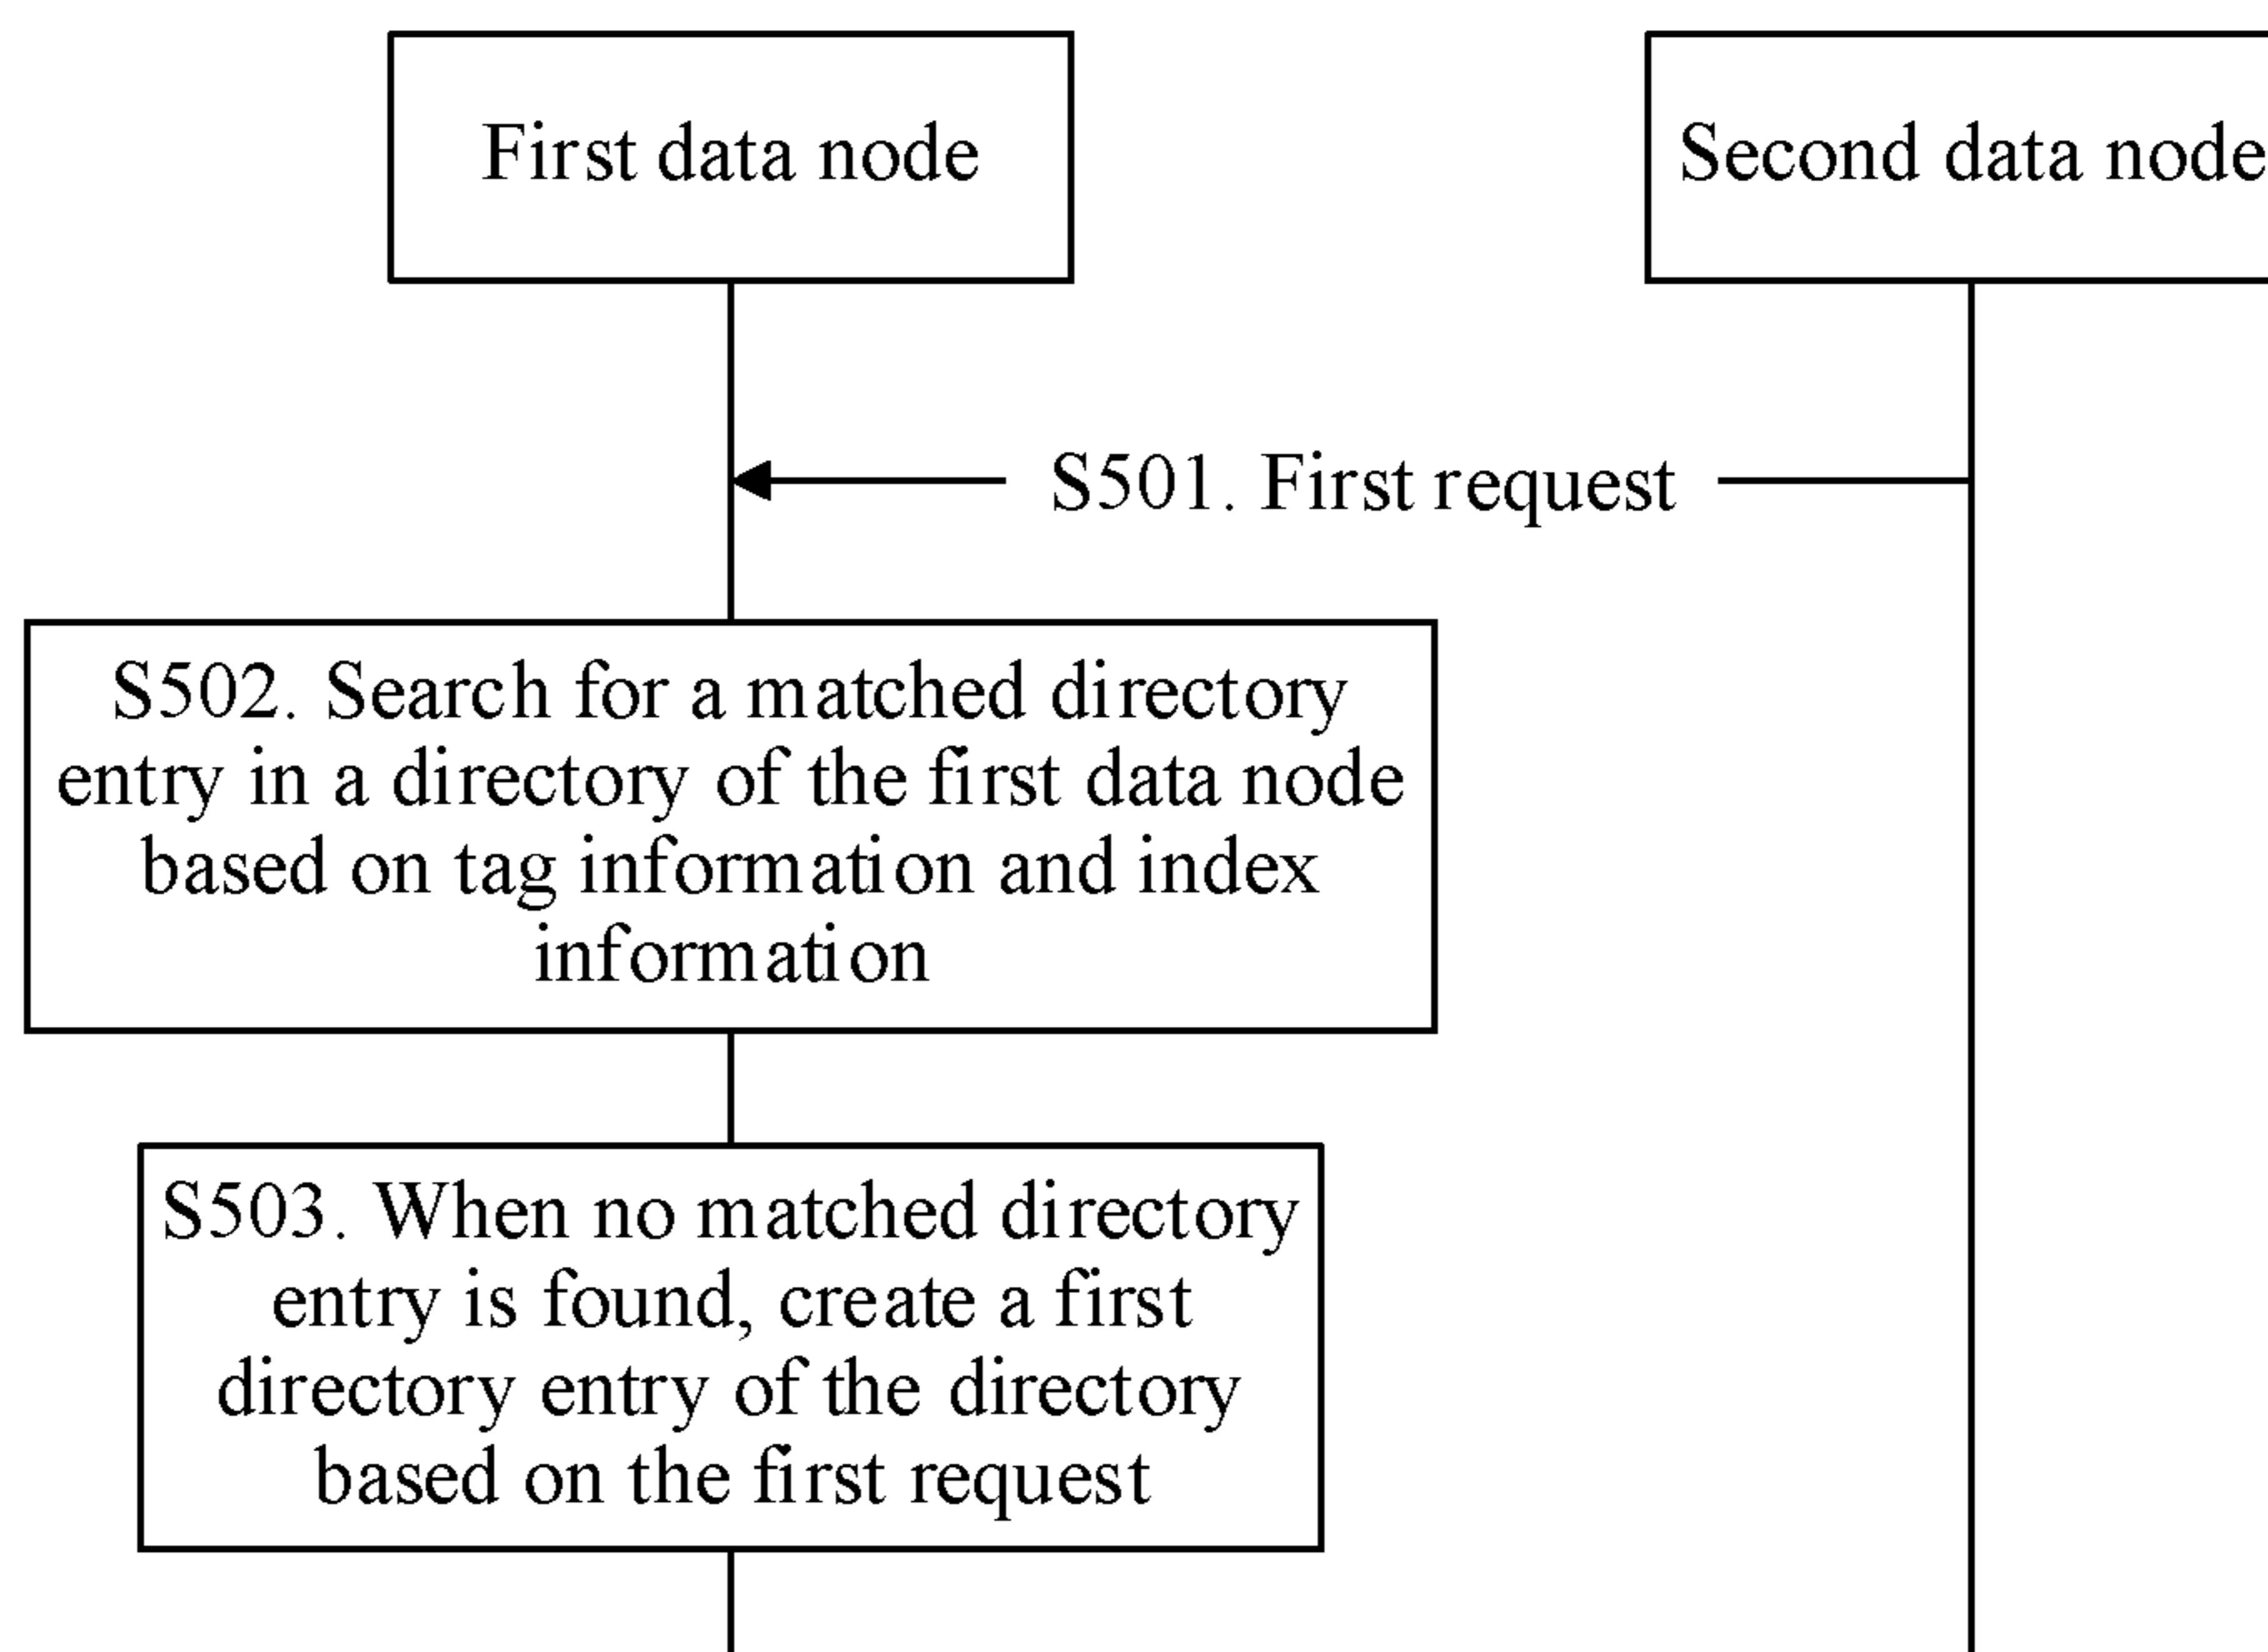 First data node
Second data node
S501. First request
S502. Search for a matched directory
entry in a directory of the first data node
based on tag information and index
information
S503. When no matched directory
entry is found, create a first
directory entry of the directory
based on the first request